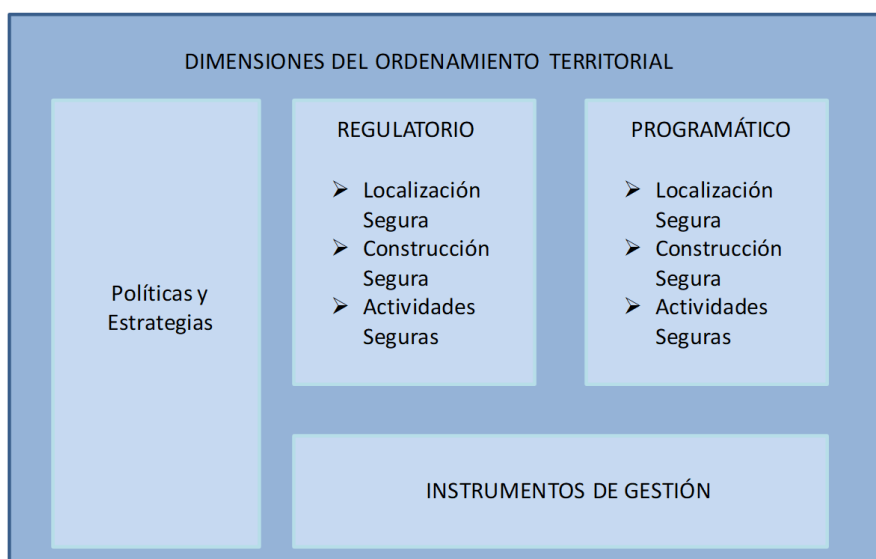 DIMENSIONES DEL ORDENAMIENTO TERRITORIAL
Políticas y
Estrategias
REGULATORIO
➢ Localización
Segura
➢ Construcción
Segura
➢ Actividades
Seguras
PROGRAMÁTICO
➢ Localización
Segura
➢ Construcción
Segura
➢ Actividades
Seguras
INSTRUMENTOS DE GESTIÓN